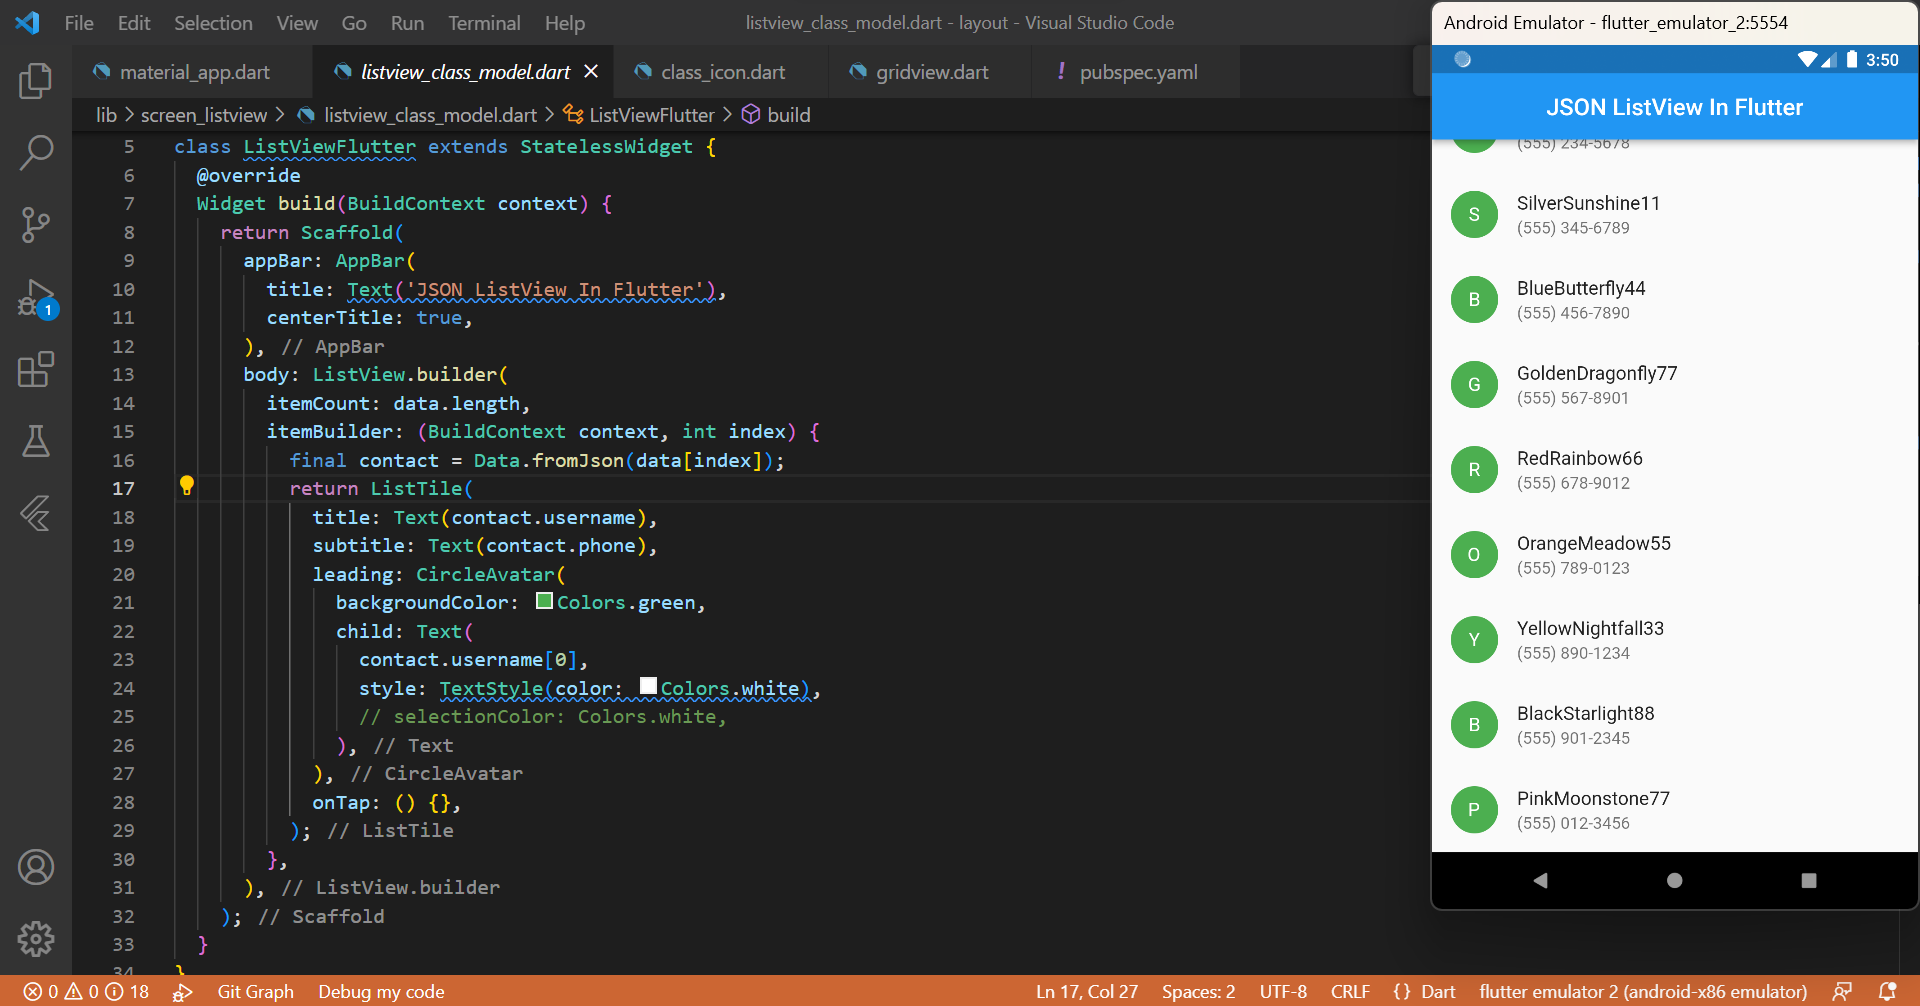 File Edit Selection View Go Run Terminal Help
listview_class_model.dart - layout - Visual Studio Code
material_app.dart
listview_class_model.dart
class_icon.dart
gridview.dart
! pubspec.yaml
lib > screen_listview > listview_class_model.dart > ListViewFlutter > build
5 class ListViewFlutter extends StatelessWidget {
6 @override
7 Widget build(BuildContext context) {
8 return Scaffold(
9 appBar: AppBar(
10 title: Text('JSON ListView In Flutter'),
11 centerTitle: true,
12 ), // AppBar
13 body: ListView.builder(
14 itemCount: data.length,
15 itemBuilder: (BuildContext context, int index) {
16 final contact = Data.fromJson(data[index]);
17 return ListTile(
18 title: Text(contact.username),
19 subtitle: Text(contact.phone),
20 leading: CircleAvatar(
21 backgroundColor: Colors.green,
22 child: Text(
23 contact.username[0],
24 style: TextStyle(color: Colors.white),
25 // selectionColor: Colors.white,
26 ), // Text
27 ), // CircleAvatar
28 onTap: () {},
29 ); // ListTile
30 },
31 ), // ListView.builder
32 ); // Scaffold
33 }
34 }
1
Android Emulator - flutter_emulator_2:5554
3:50
JSON ListView In Flutter
(555) 234-5678
S
SilverSunshine11
(555) 345-6789
B
BlueButterfly44
(555) 456-7890
G
GoldenDragonfly77
(555) 567-8901
R
RedRainbow66
(555) 678-9012
O
OrangeMeadow55
(555) 789-0123
Y
YellowNightfall33
(555) 890-1234
B
BlackStarlight88
(555) 901-2345
P
PinkMoonstone77
(555) 012-3456
0 0 18 Git Graph Debug my code
Ln 17, Col 27 Spaces: 2 UTF-8 CRLF {} Dart flutter emulator 2 (android-x86 emulator)